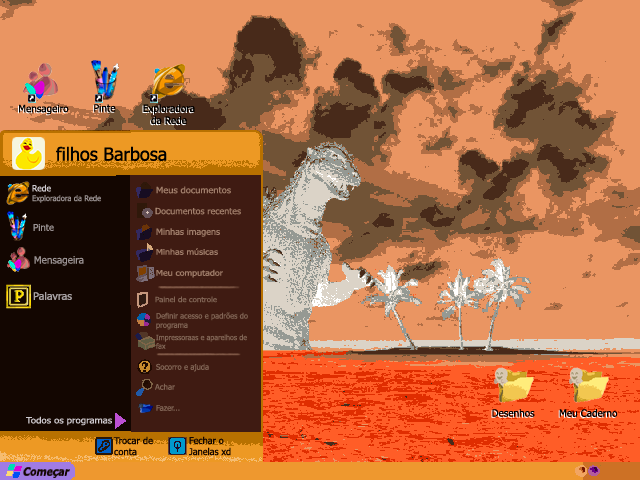 Mensageiro
Pinte
Exploradora
da Rede
filhos Barbosa
Rede
Exploradora da Rede
Pinte
Mensageira
Palavras
Todos os programas
Meus documentos
Documentos recentes
Minhas imagens
Minhas músicas
Meu computador
Painel de controle
Definir acesso e padrões do
programa
Impressoraas e aparelhos de
fax
Socorro e ajuda
Achar
Fazer...
Trocar de
conta
Fechar o
Janelas xd
Desenhos
Meu Caderno
Começar